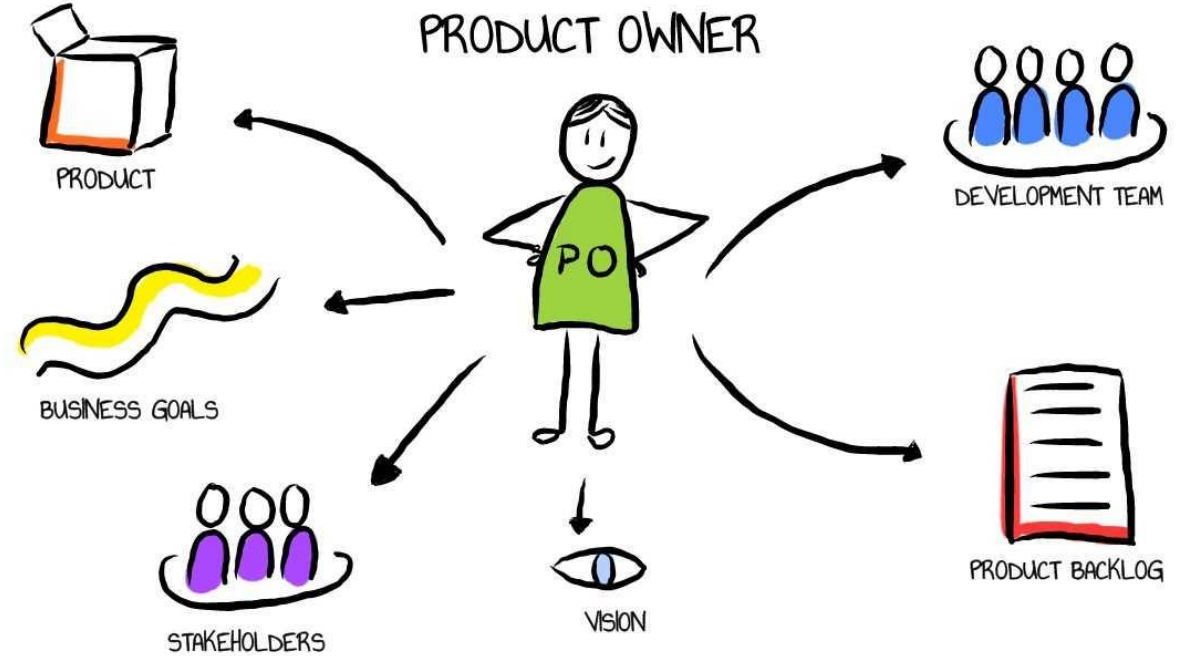 PRODUCT OWNER
PRODUCT
DEVELOPMENT TEAM
PO
BUSINESS GOALS
PRODUCT BACKLOG
VISION
STAKEHOLDERS